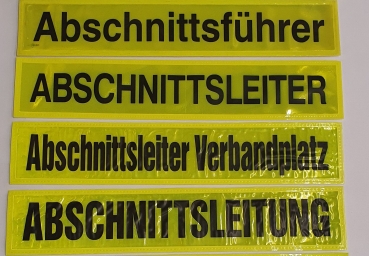 Abschnittsführer
ABSCHNITTSLEITER
Abschnittsleiter Verbandplatz
ABSCHNITTSLEITUNG